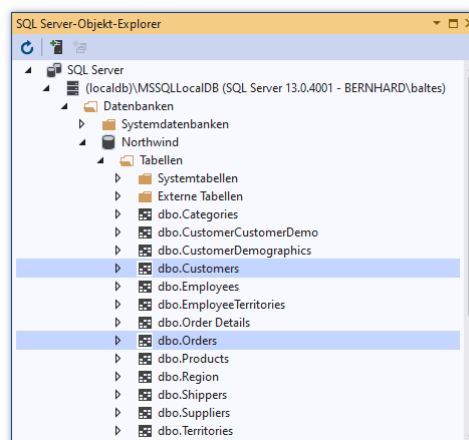 SQL Server-Objekt-Explorer
SQL Server
(localdb)\MSSQLLocalDB (SQL Server 13.0.4001 - BERNHARD\baltes)
Datenbanken
Systemdatenbanken
Northwind
Tabellen
Systemtabellen
Externe Tabellen
dbo.Categories
dbo.CustomerCustomerDemo
dbo.CustomerDemographics
dbo.Customers
dbo.Employees
dbo.EmployeeTerritories
dbo.Order Details
dbo.Orders
dbo.Products
dbo.Region
dbo.Shippers
dbo.Suppliers
dbo.Territories